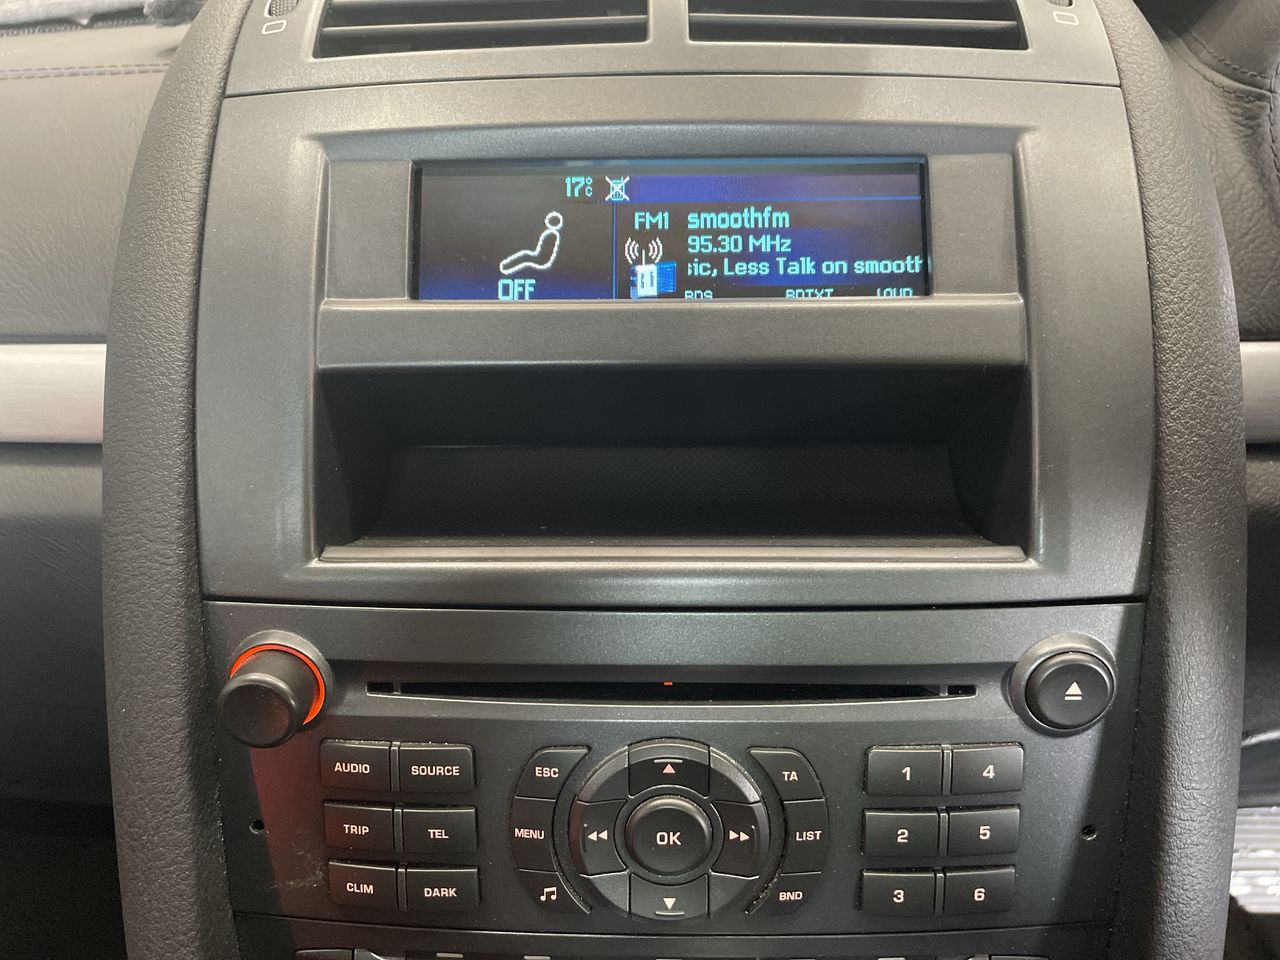 17°C
FM1 smoothfm
95.30 MHz
sic, Less Talk on smooth
OFF
RDS RDTXT LOUD
AUDIO SOURCE ESC TA 1 4
TRIP TEL MENU OK LIST 2 5
CLIM DARK BND 3 6